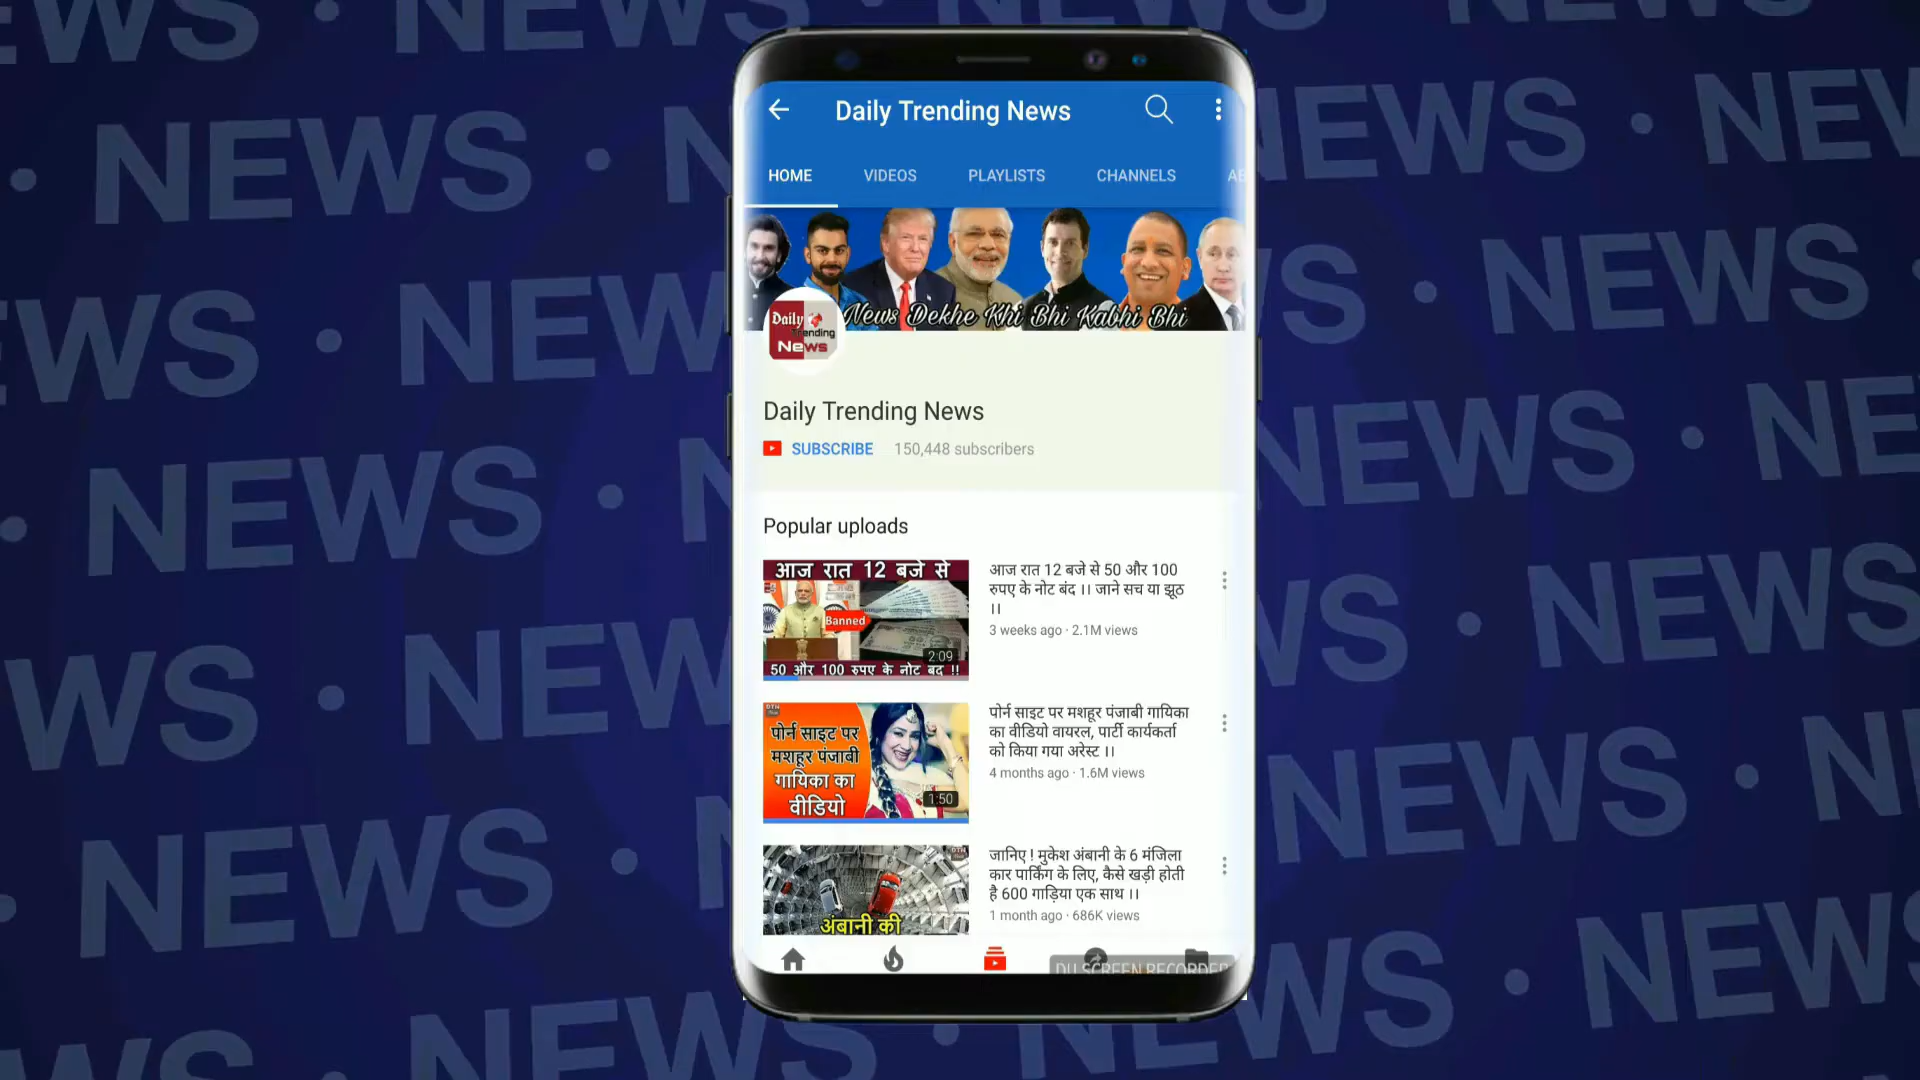 Daily Trending News
HOME VIDEOS PLAYLISTS CHANNELS
News Dekhe Khi Bhi Kabhi Bhi
Daily
Trending
News
Daily Trending News
SUBSCRIBE 150,448 subscribers
Popular uploads
आज रात 12 बजे से
Banned
2:09
50 और 100 रुपए के नोट बंद !!
आज रात 12 बजे से 50 और 100
रुपए के नोट बंद ।। जाने सच या झूठ
।।
3 weeks ago · 2.1M views
DTN
पोर्न साइट पर
मशहूर पंजाबी
गायिका का
वीडियो
1:50
पोर्न साइट पर मशहूर पंजाबी गायिका
का वीडियो वायरल, पार्टी कार्यकर्ता
को किया गया अरेस्ट ।।
4 months ago · 1.6M views
DTN
अंबानी की
जानिए ! मुकेश अंबानी के 6 मंजिला
कार पार्किंग के लिए, कैसे खड़ी होती
है 600 गाड़िया एक साथ ।।
1 month ago · 686K views
DU SCREEN RECORDER
NEWS • NEWS • NEWS